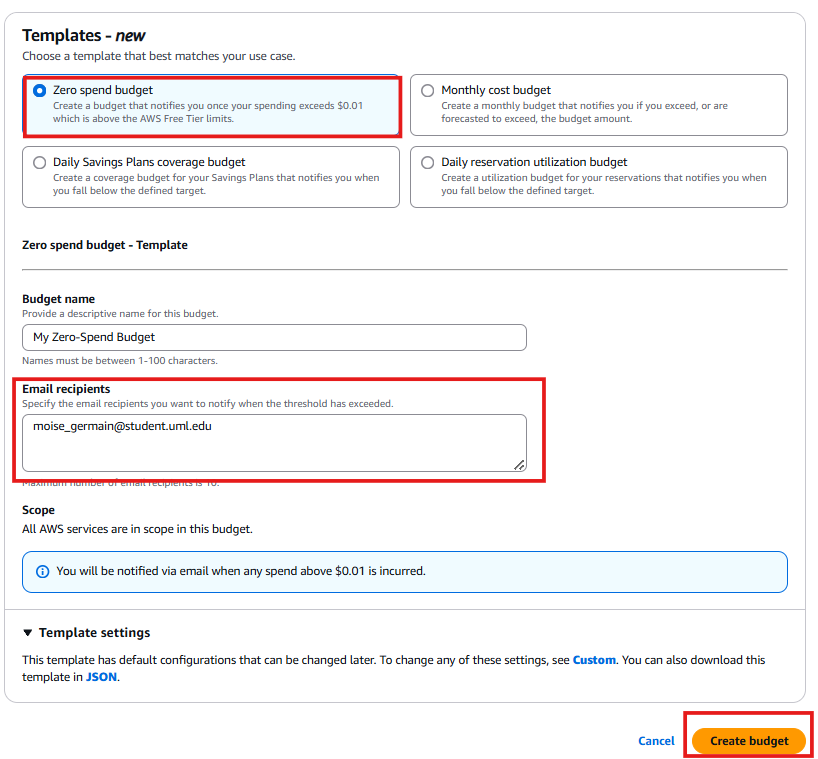 Templates - new
Choose a template that best matches your use case.
Zero spend budget
Create a budget that notifies you once your spending exceeds $0.01
which is above the AWS Free Tier limits.
Monthly cost budget
Create a monthly budget that notifies you if you exceed, or are
forecasted to exceed, the budget amount.
Daily Savings Plans coverage budget
Create a coverage budget for your Savings Plans that notifies you when
you fall below the defined target.
Daily reservation utilization budget
Create a utilization budget for your reservations that notifies you when
you fall below the defined target.
Zero spend budget - Template
Budget name
Provide a descriptive name for this budget.
My Zero-Spend Budget
Names must be between 1-100 characters.
Email recipients
Specify the email recipients you want to notify when the threshold has exceeded.
moise_germain@student.uml.edu
Maximum number of email recipients is 10.
Scope
All AWS services are in scope in this budget.
You will be notified via email when any spend above $0.01 is incurred.
Template settings
This template has default configurations that can be changed later. To change any of these settings, see Custom. You can also download this
template in JSON.
Cancel
Create budget